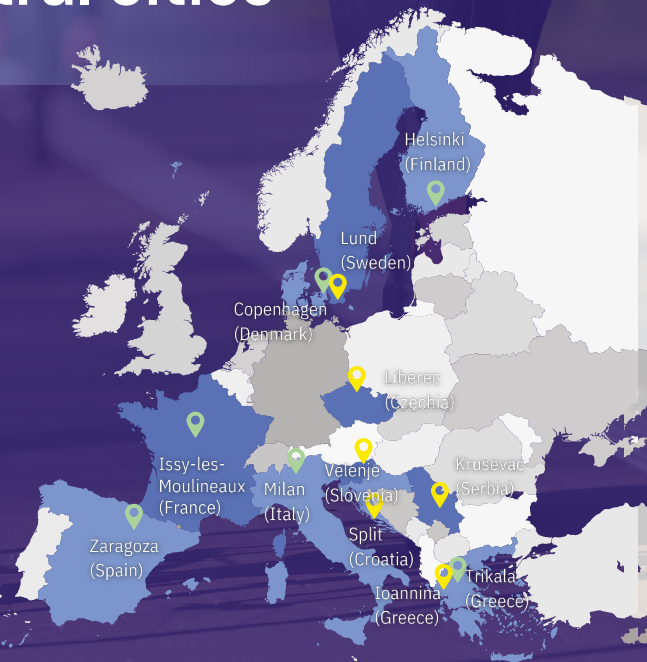 Cities
Helsinki
(Finland)
Lund
(Sweden)
Copenhagen
(Denmark)
Liberec
(Czechia)
Issy-les-
Moulineaux
(France)
Milan
(Italy)
Velenje
(Slovenia)
Krusevac
(Serbia)
Zaragoza
(Spain)
Split
(Croatia)
Ioannina
(Greece)
Trikala
(Greece)